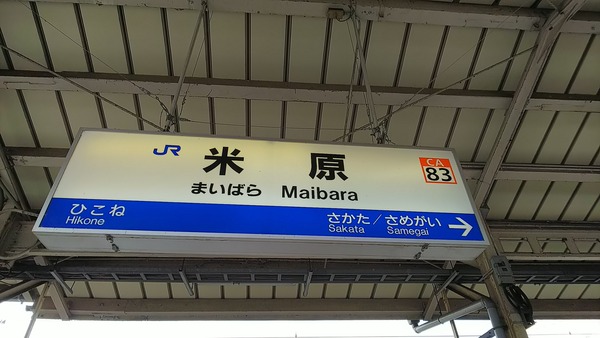 JR 米原 CA
まいばら Maibara 83
ひこね さかた/さめがい →
Hikone Sakata Samegai